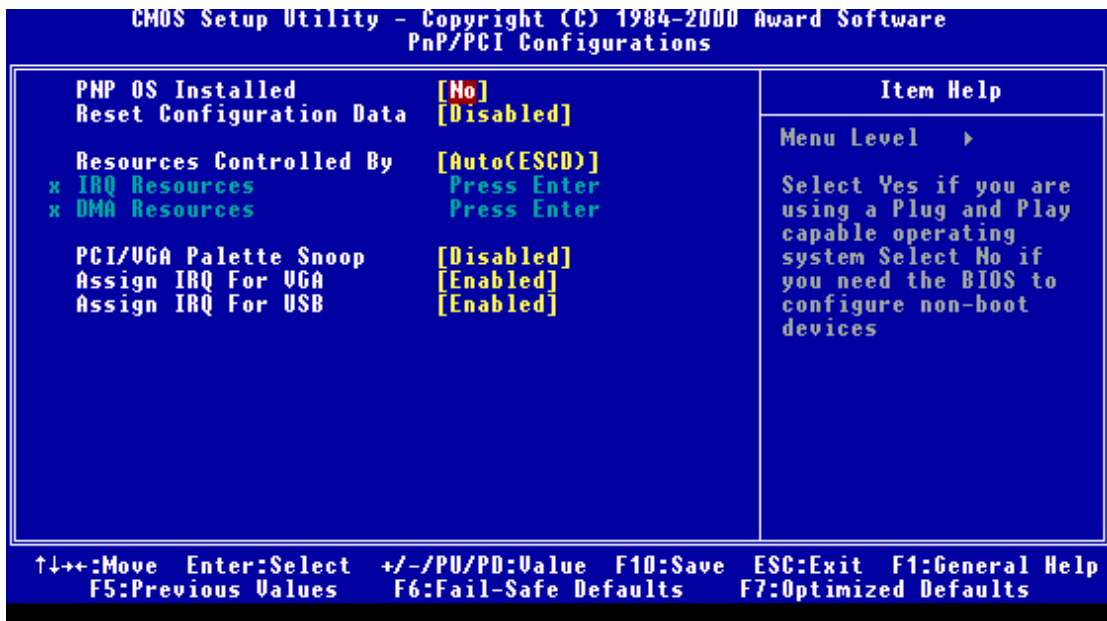 CMOS Setup Utility - Copyright (C) 1984-2000 Award Software
PnP/PCI Configurations
PNP OS Installed [No]
Reset Configuration Data [Disabled]
Resources Controlled By [Auto(ESCD)]
x IRQ Resources Press Enter
x DMA Resources Press Enter
PCI/VGA Palette Snoop [Disabled]
Assign IRQ For VGA [Enabled]
Assign IRQ For USB [Enabled]
Item Help
Menu Level ▸
Select Yes if you are
using a Plug and Play
capable operating
system Select No if
you need the BIOS to
configure non-boot
devices
↑↓→←:Move Enter:Select +/-/PU/PD:Value F10:Save ESC:Exit F1:General Help
F5:Previous Values F6:Fail-Safe Defaults F7:Optimized Defaults